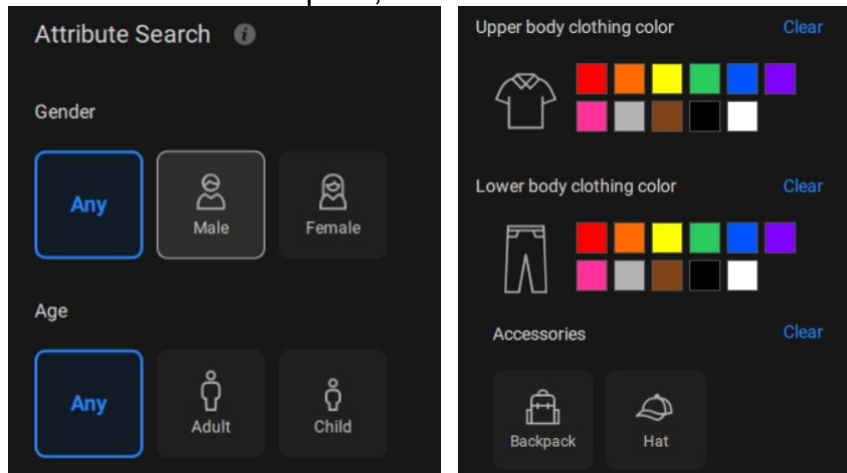 Attribute Search
Gender
Any
Male
Female
Age
Any
Adult
Child
Upper body clothing color Clear
Lower body clothing color Clear
Accessories Clear
Backpack
Hat